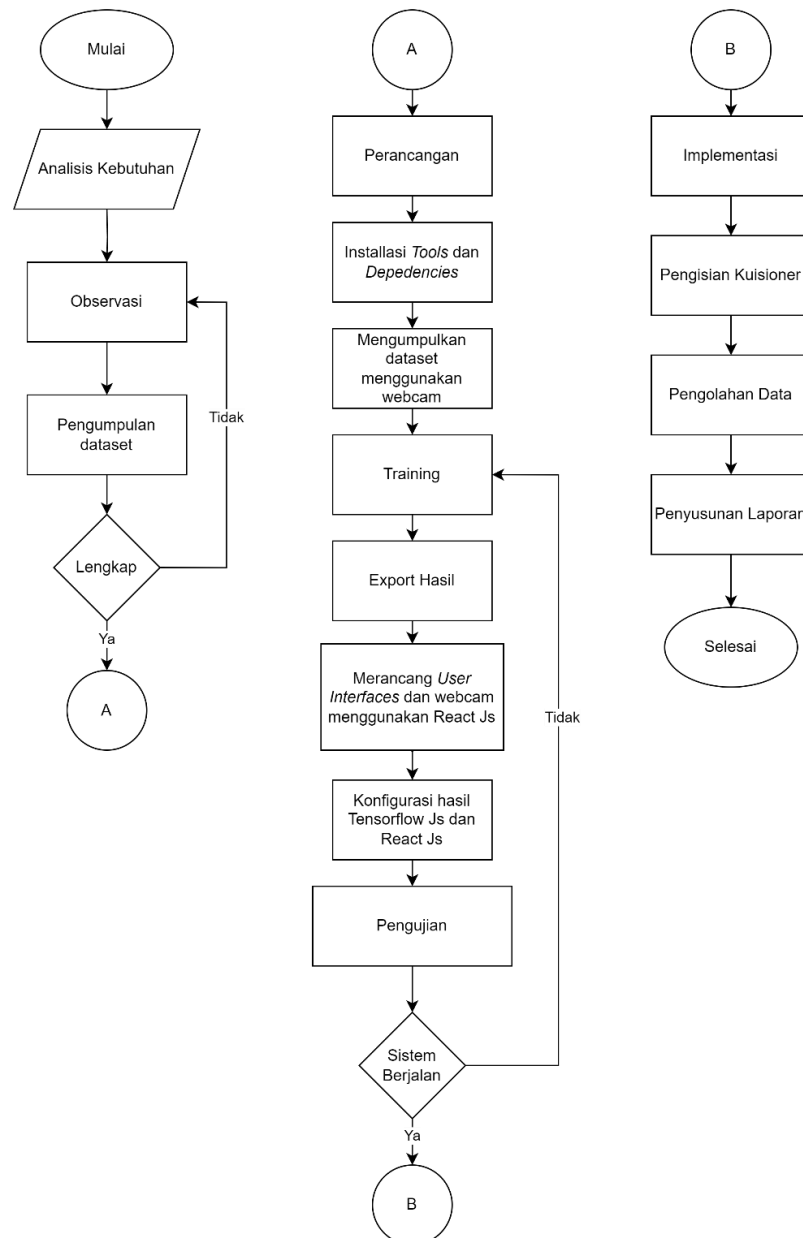 Mulai
Analisis Kebutuhan
Observasi
Pengumpulan
dataset
Tidak
Lengkap
Ya
A
A
Perancangan
Installasi Tools dan
Depedencies
Mengumpulkan
dataset
menggunakan
webcam
Training
Export Hasil
Merancang User
Interfaces dan webcam
menggunakan React Js
Tidak
Konfigurasi hasil
Tensorflow Js dan
React Js
Pengujian
Sistem
Berjalan
Ya
B
B
Implementasi
Pengisian Kuisioner
Pengolahan Data
Penyusunan Laporan
Selesai